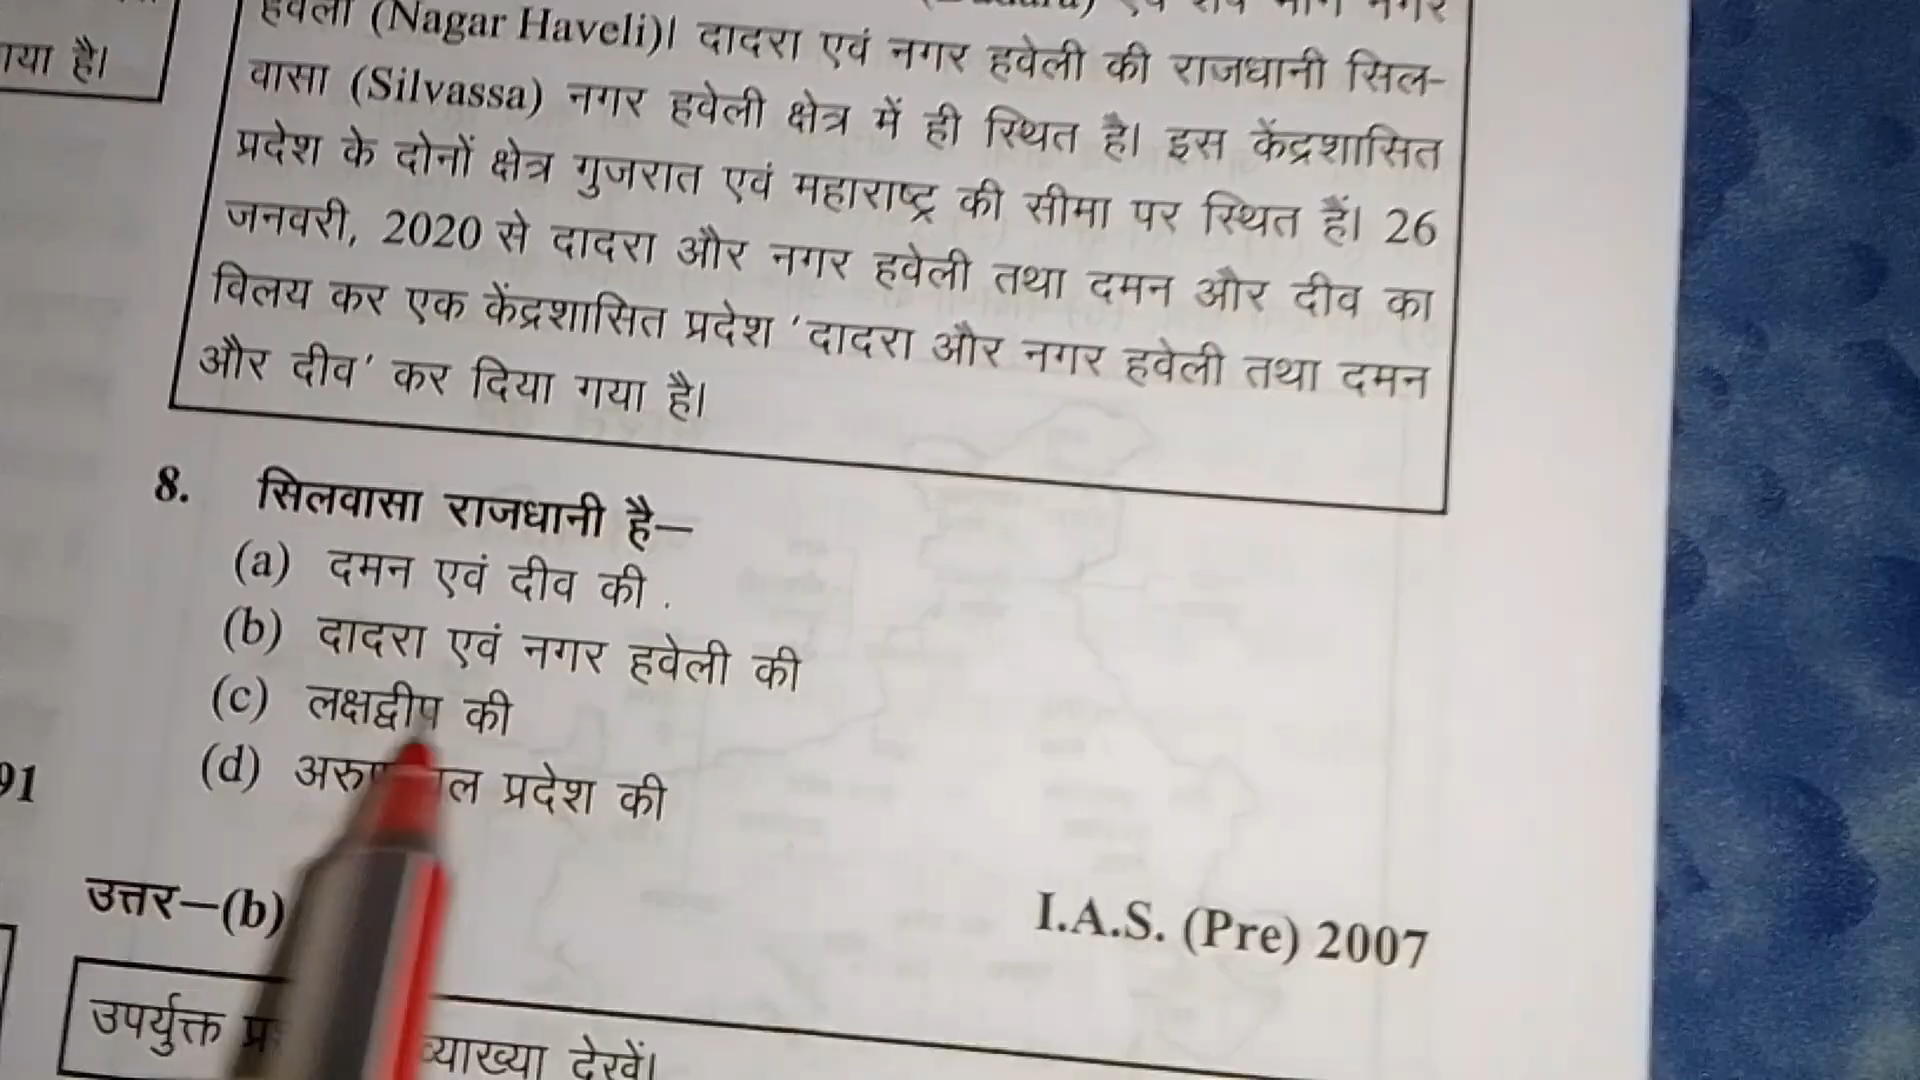 गया है।
हवेली (Nagar Haveli)। दादरा एवं नगर हवेली की राजधानी सिल-
वासा (Silvassa) नगर हवेली क्षेत्र में ही स्थित है। इस केंद्रशासित
प्रदेश के दोनों क्षेत्र गुजरात एवं महाराष्ट्र की सीमा पर स्थित हैं। 26
जनवरी, 2020 से दादरा और नगर हवेली तथा दमन और दीव का
विलय कर एक केंद्रशासित प्रदेश 'दादरा और नगर हवेली तथा दमन
और दीव' कर दिया गया है।
8. सिलवासा राजधानी है—
(a) दमन एवं दीव की .
(b) दादरा एवं नगर हवेली की
(c) लक्षद्वीप की
(d) प्रदेश की
91
उत्तर—(b) I.A.S. (Pre) 2007
उपर्युक्त व्याख्या देखें।